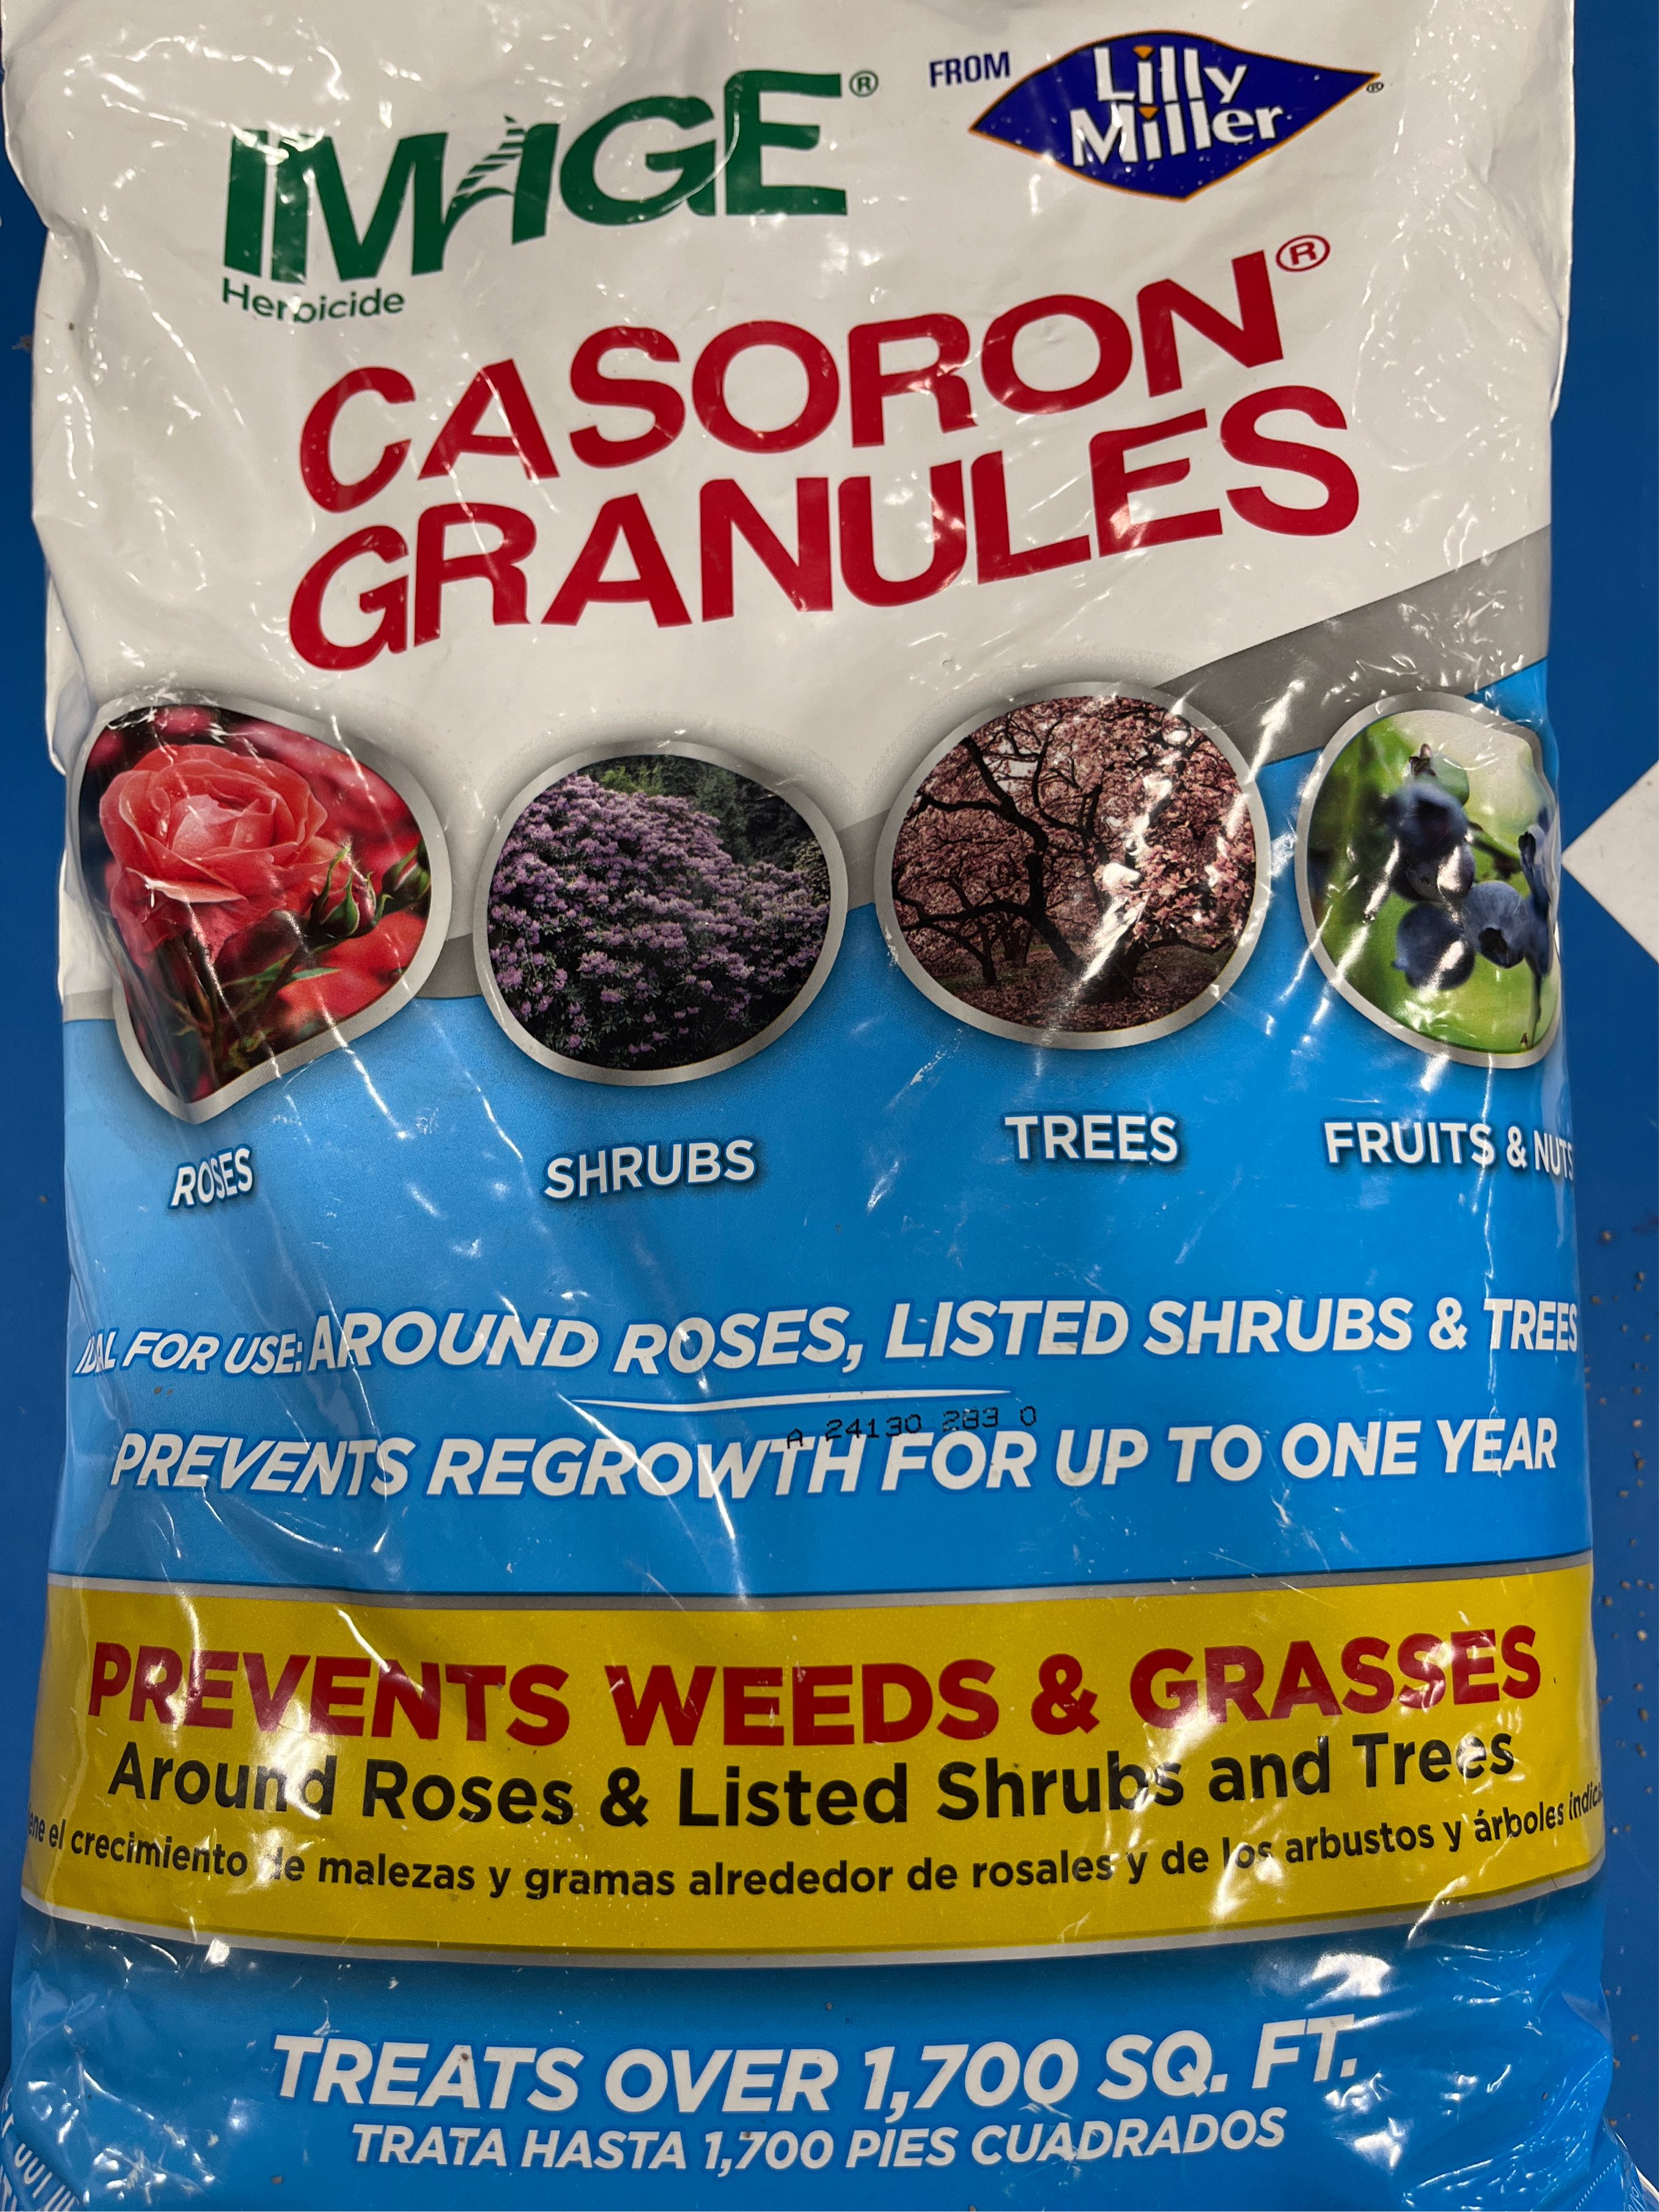 IMAGE®
Herbicide
FROM
Lilly
Miller®
CASORON®
GRANULES
ROSES
SHRUBS
TREES
FRUITS & NUTS
FOR USE: AROUND ROSES, LISTED SHRUBS & TREES
A 24130 283 0
PREVENTS REGROWTH FOR UP TO ONE YEAR
PREVENTS WEEDS & GRASSES
Around Roses & Listed Shrubs and Trees
el crecimiento de malezas y gramas alrededor de rosales y de los arbustos y árboles
TREATS OVER 1,700 SQ. FT.
TRATA HASTA 1,700 PIES CUADRADOS